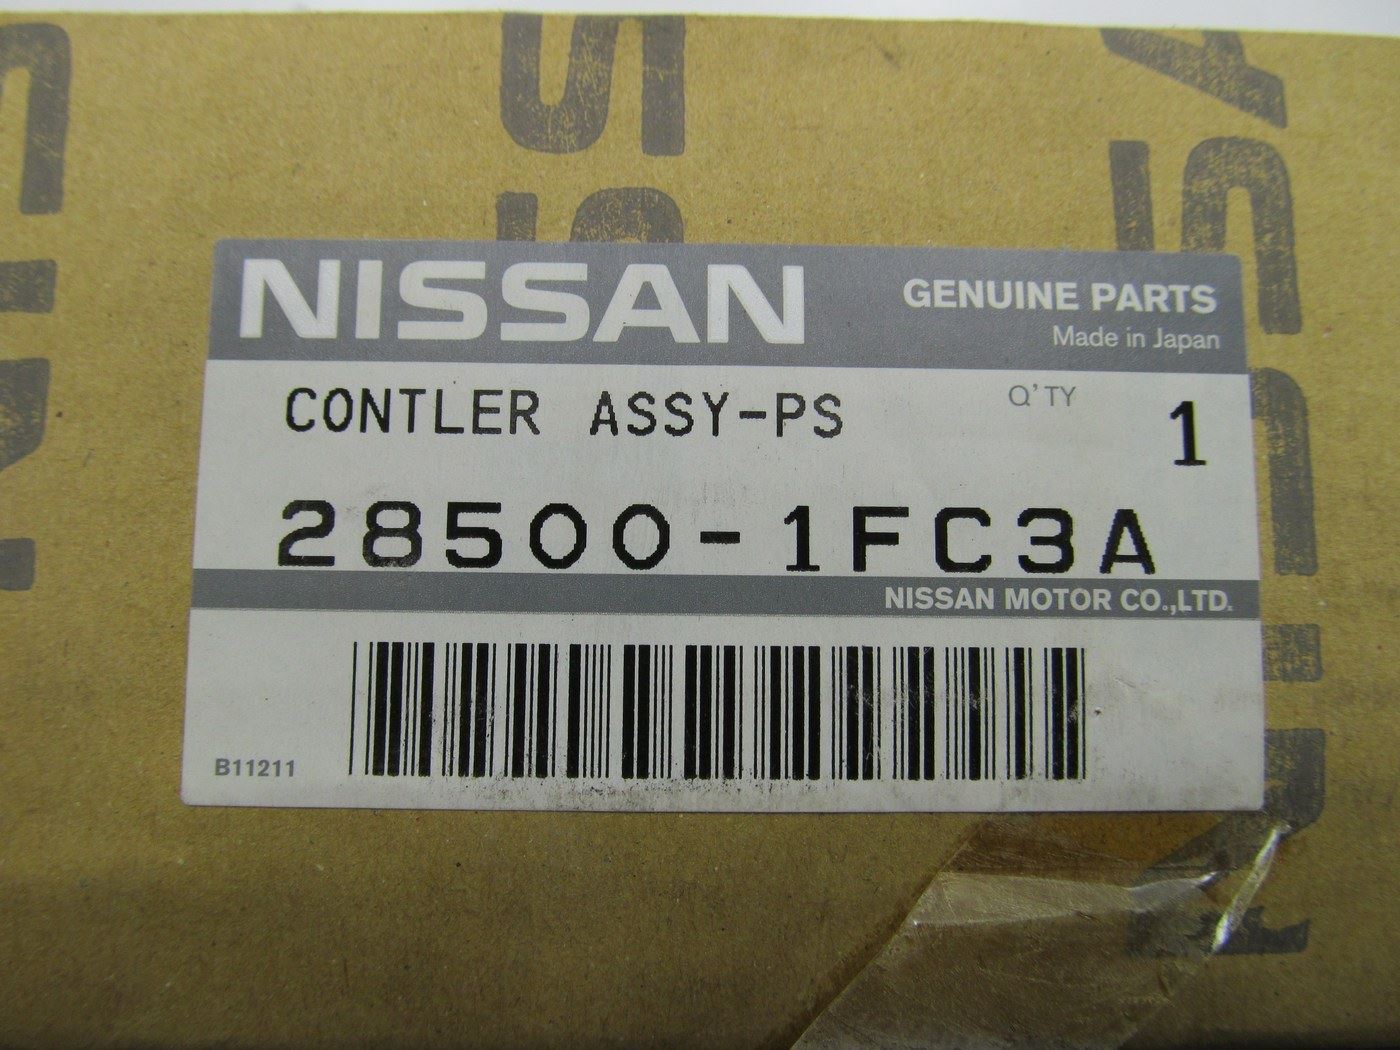 NISSAN
GENUINE PARTS
Made in Japan
CONTLER ASSY-PS
Q'TY
1
28500-1FC3A
NISSAN MOTOR CO.,LTD.
B11211